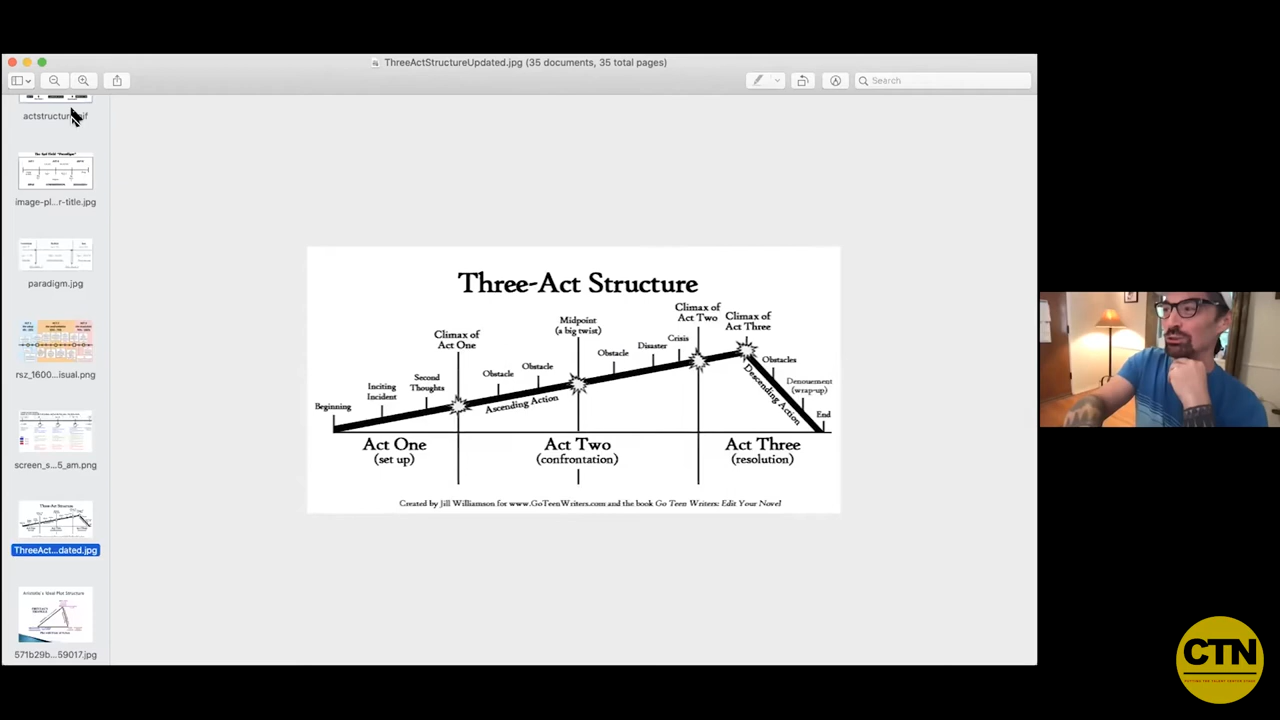 ThreeActStructureUpdated.jpg (35 documents, 35 total pages)
Search
image-pl...r-title.jpg
paradigm.jpg
rsz_1600...isual.png
screen_s...5_am.png
ThreeAct...dated.jpg
Aristotle's Ideal Plot Structure
571b29b...59017.jpg
Three-Act Structure
Climax of
Act Two
Climax of
Act Three
Midpoint
(a big twist)
Climax of
Act One
Crisis
Disaster
Obstacle
Obstacles
Obstacle
Obstacle
Second
Thoughts
Inciting
Incident
Beginning
Ascending Action
Descending Action
Denouement
(wrap-up)
End
Act One
(set up)
Act Two
(confrontation)
Act Three
(resolution)
Created by Jill Williamson for www.GoTeenWriters.com and the book Go Teen Writers: Edit Your Novel
CTN